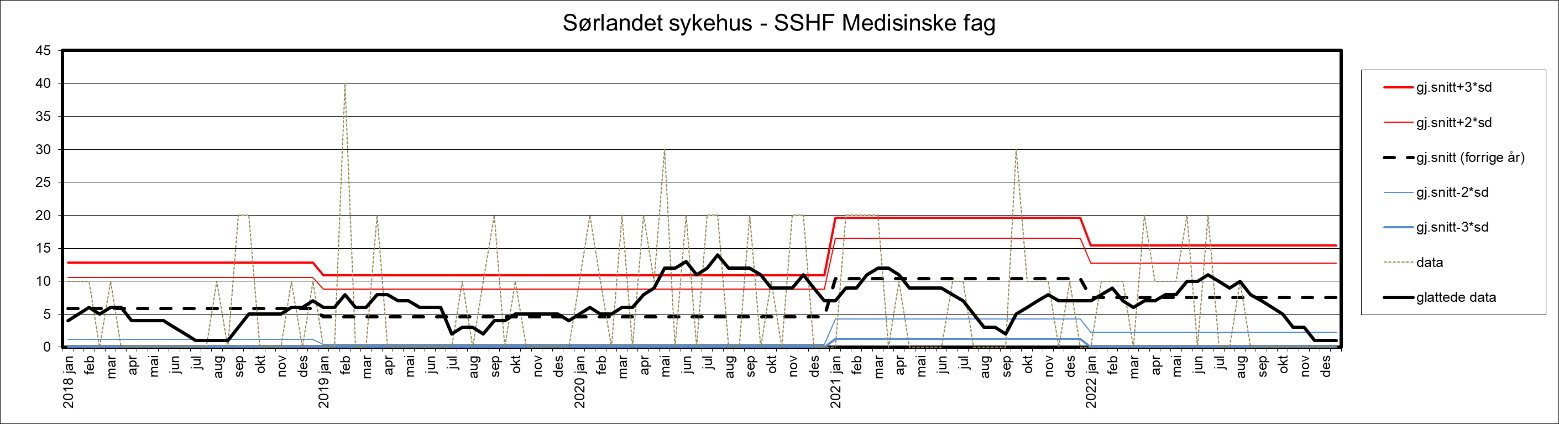 Sørlandet sykehus - SSHF Medisinske fag
45
40
35
30
25
20
15
10
5
0
2018 jan feb mar apr mai jun jul aug sep okt nov des 2019 jan feb mar apr mai jun jul aug sep okt nov des 2020 jan feb mar apr mai jun jul aug sep okt nov des 2021 jan feb mar apr mai jun jul aug sep okt nov des 2022 jan feb mar apr mai jun jul aug sep okt nov des
gj.snitt+3*sd
gj.snitt+2*sd
gj.snitt (forrige år)
gj.snitt-2*sd
gj.snitt-3*sd
data
glattede data